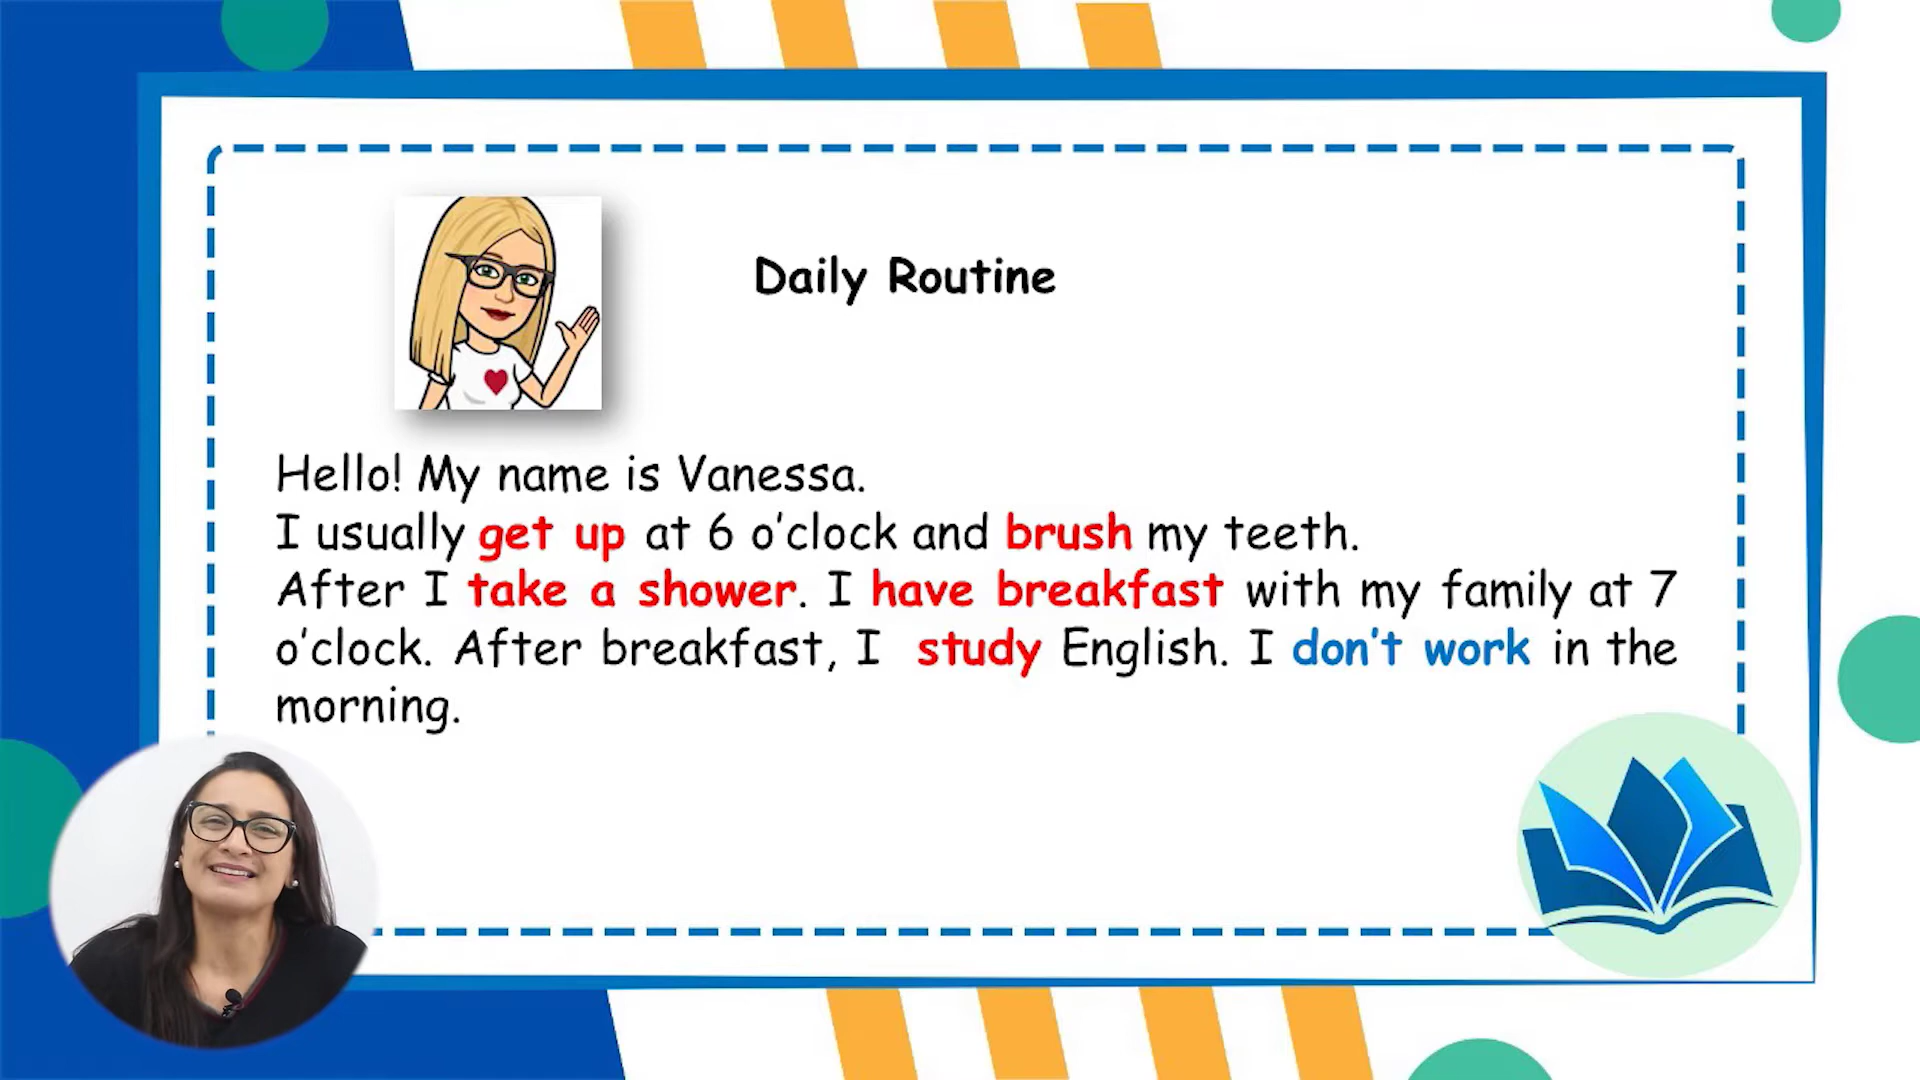 Daily Routine
Hello! My name is Vanessa.
I usually get up at 6 o’clock and brush my teeth.
After I take a shower. I have breakfast with my family at 7
o’clock. After breakfast, I study English. I don’t work in the
morning.